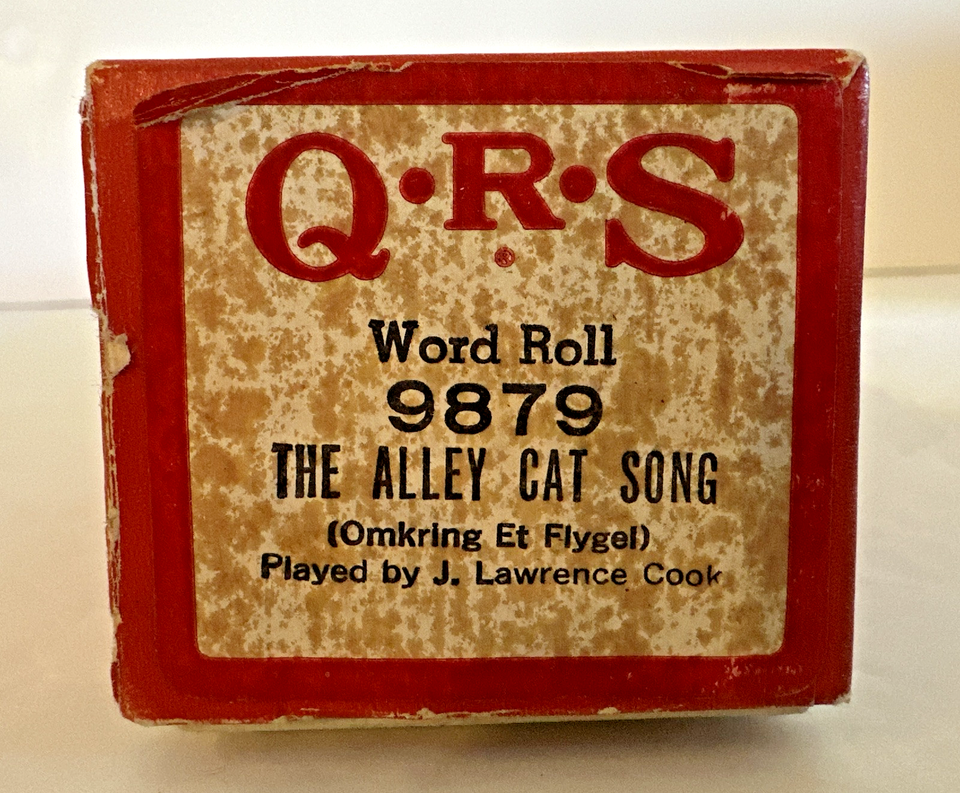 Q·R·S
®
Word Roll
9879
THE ALLEY CAT SONG
(Omkring Et Flygel)
Played by J. Lawrence Cook